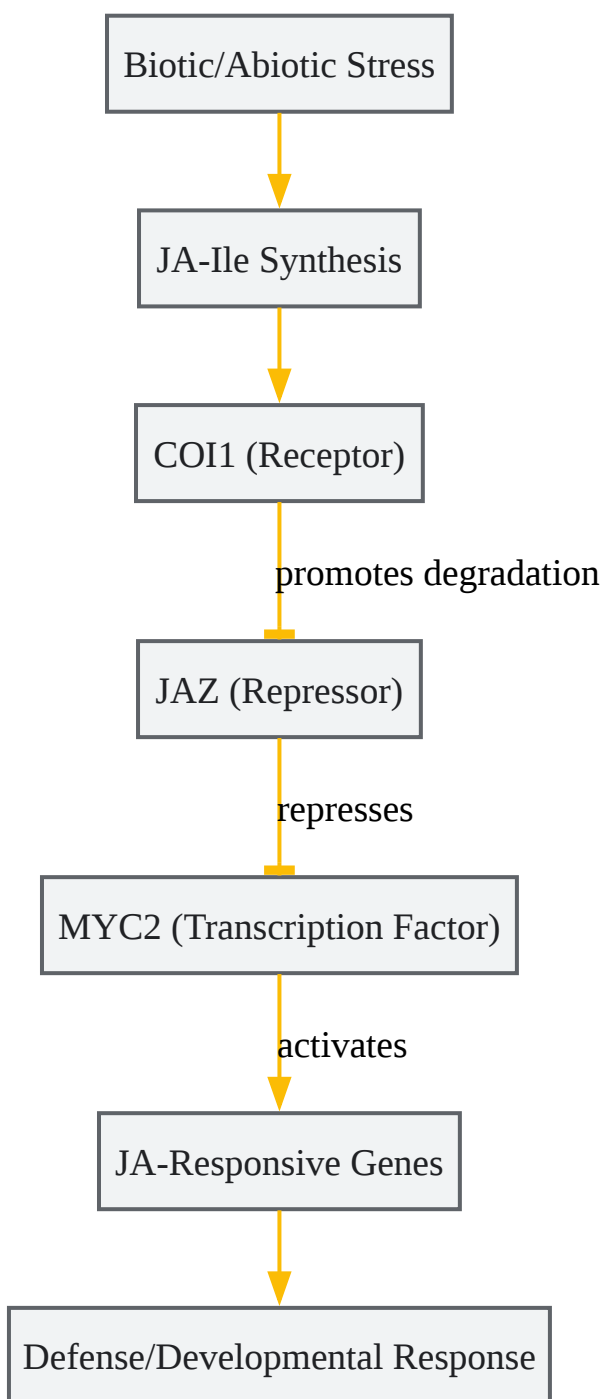 Biotic/Abiotic Stress
JA-Ile Synthesis
COI1 (Receptor)
promotes degradation
JAZ (Repressor)
represses
MYC2 (Transcription Factor)
activates
JA-Responsive Genes
Defense/Developmental Response